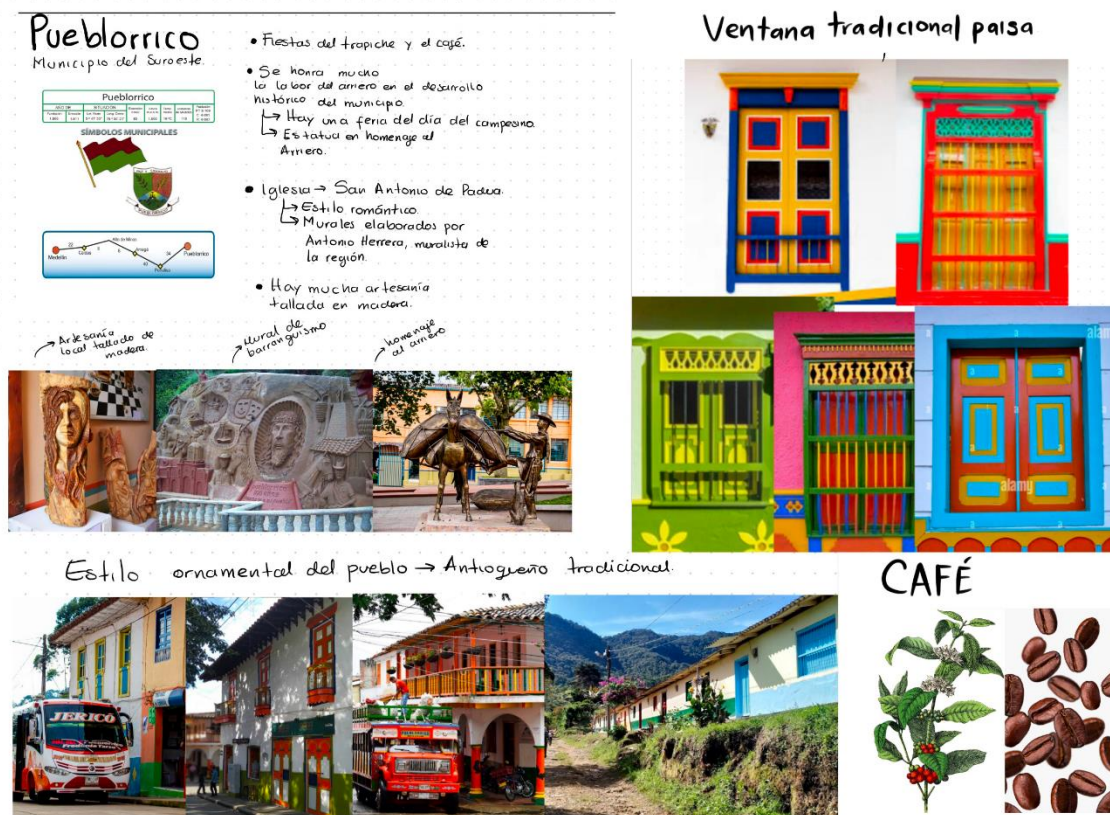 Pueblorrico
Municipio del Suroeste.
Pueblorrico
SÍMBOLOS MUNICIPALES
Medellín
Pueblorrico
• Fiestas del trapiche y el café.
• Se honra mucho
la la labor del arriero en el desarrollo
histórico del municipio.
Hay una feria del día del campesino.
Estatua en homenaje al
Arriero.
• Iglesia → San Antonio de Padua.
Estilo romántico.
Murales elaborados por
Antonio Herrera, muralista de
la región.
• Hay mucha artesanía
tallada en madera.
Artesanía
local tallado de
madera.
Mural de
barranquismo
homenaje
al arriero
Ventana tradicional paisa
alamy
alamy
Estilo ornamental del pueblo → Antioqueño tradicional.
JERICÓ
CAFÉ